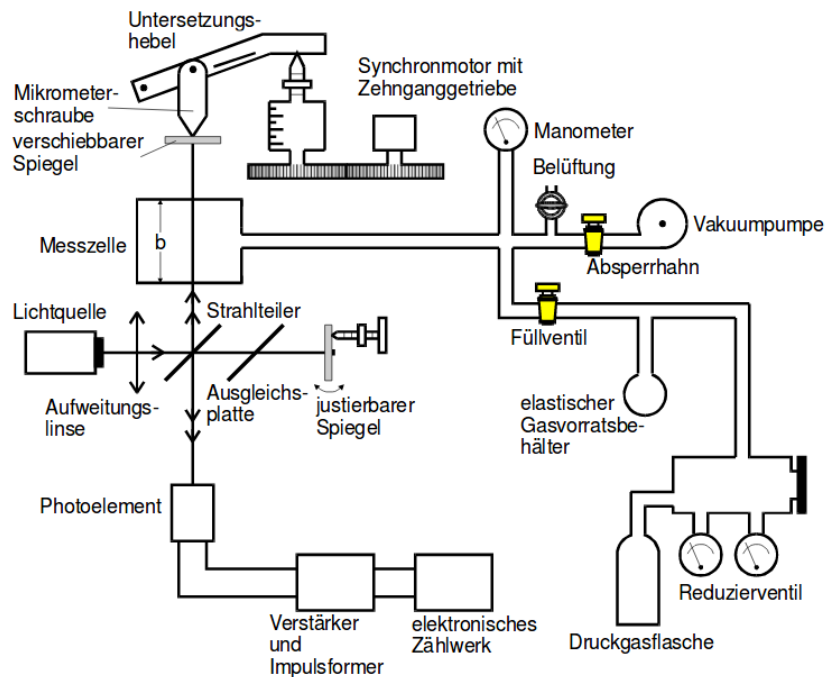 Untersetzungs-
hebel
Mikrometer-
schraube
verschiebbarer
Spiegel
Synchronmotor mit
Zehnganggetriebe
Manometer
Belüftung
Vakuumpumpe
Absperrhahn
Messzelle
b
Lichtquelle
Strahlteiler
Füllventil
Aufweitungs-
linse
Ausgleichs-
platte
justierbarer
Spiegel
elastischer
Gasvorratsbe-
hälter
Photoelement
Reduzierventil
Druckgasflasche
Verstärker
und
Impulsformer
elektronisches
Zählwerk